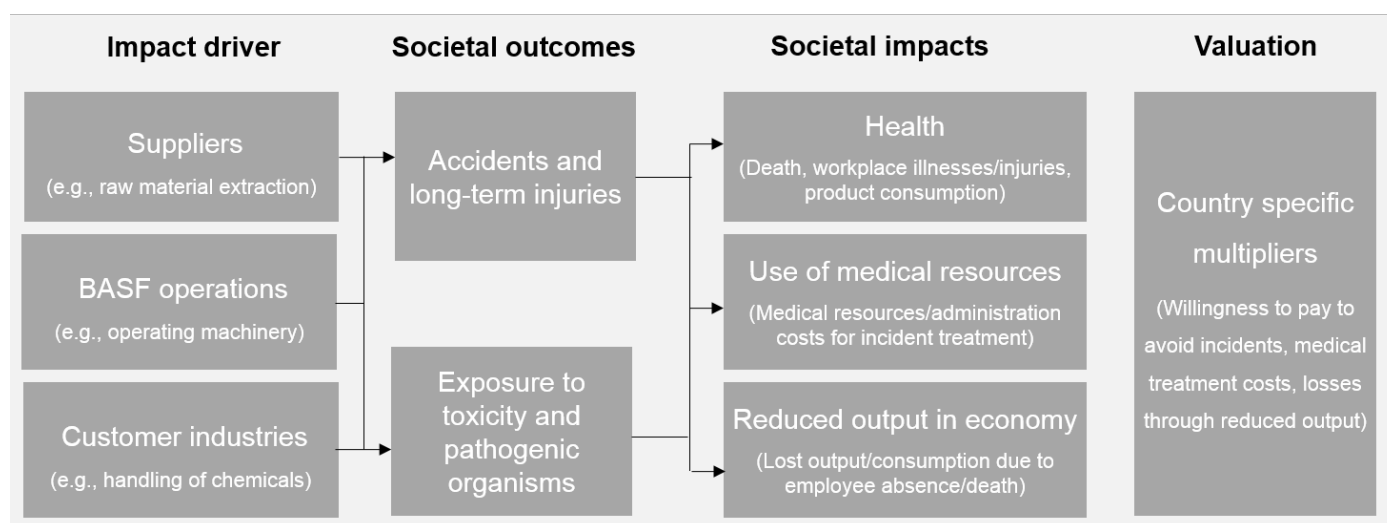 Impact driver
Societal outcomes
Societal impacts
Valuation
Suppliers
(e.g., raw material extraction)
BASF operations
(e.g., operating machinery)
Customer industries
(e.g., handling of chemicals)
Accidents and
long-term injuries
Exposure to
toxicity and
pathogenic
organisms
Health
(Death, workplace illnesses/injuries,
product consumption)
Use of medical resources
(Medical resources/administration
costs for incident treatment)
Reduced output in economy
(Lost output/consumption due to
employee absence/death)
Country specific
multipliers
(Willingness to pay to
avoid incidents, medical
treatment costs, losses
through reduced output)